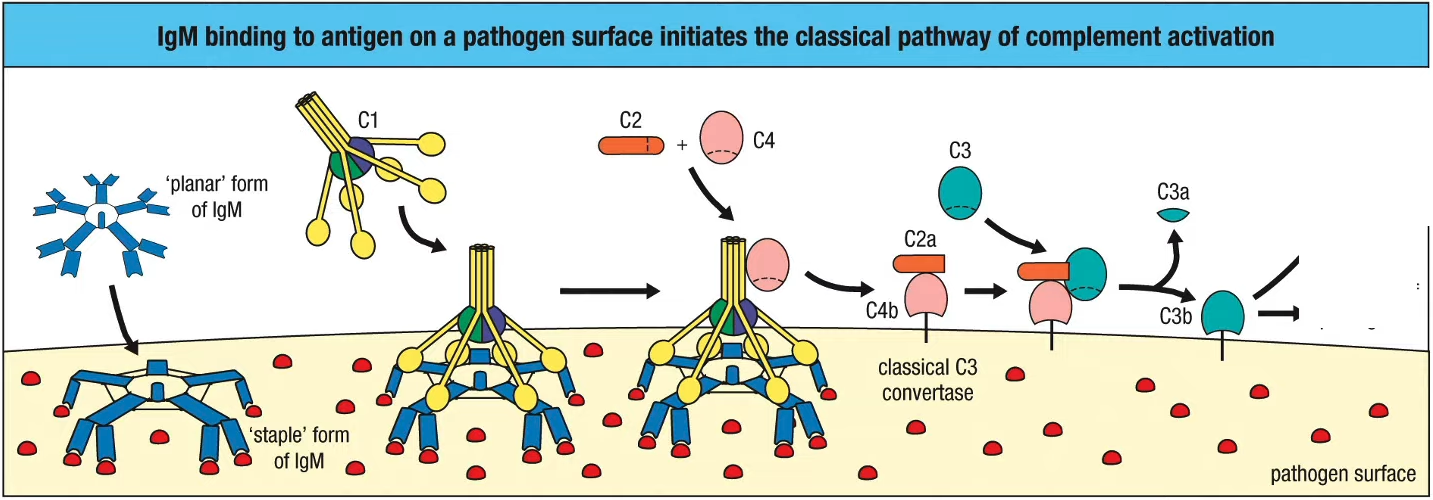 IgM binding to antigen on a pathogen surface initiates the classical pathway of complement activation
C1
'planar' form
of IgM
C2
+
C4
C3
C3a
C2a
C4b
C3b
classical C3
convertase
'staple' form
of IgM
pathogen surface